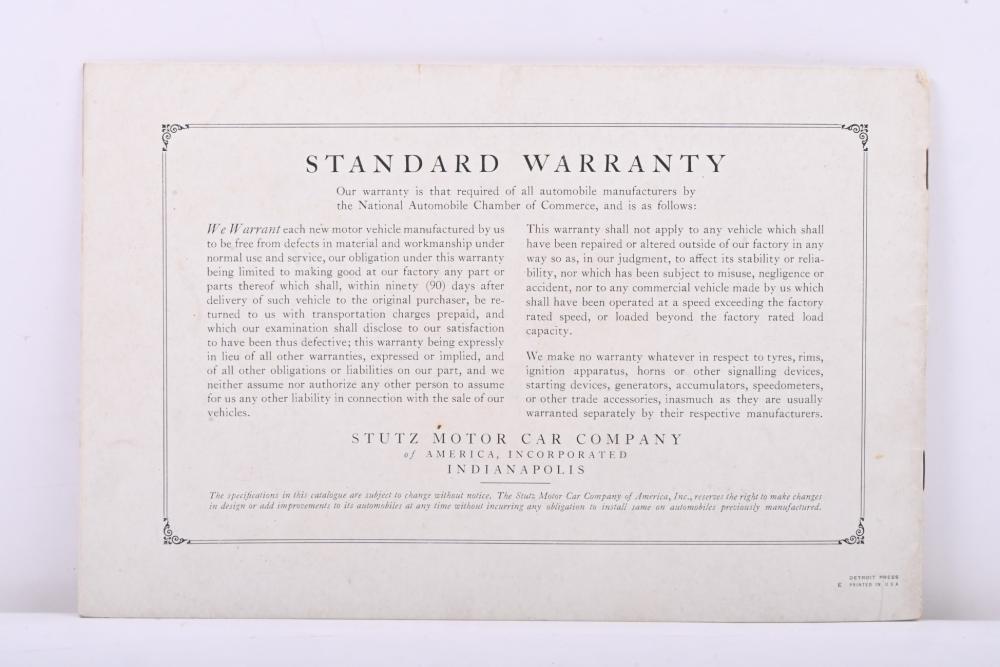 STANDARD WARRANTY
Our warranty is that required of all automobile manufacturers by
the National Automobile Chamber of Commerce, and is as follows:
We Warrant each new motor vehicle manufactured by us
to be free from defects in material and workmanship under
normal use and service, our obligation under this warranty
being limited to making good at our factory any part or
parts thereof which shall, within ninety (90) days after
delivery of such vehicle to the original purchaser, be re-
turned to us with transportation charges prepaid, and
which our examination shall disclose to our satisfaction
to have been thus defective; this warranty being expressly
in lieu of all other warranties, expressed or implied, and
of all other obligations or liabilities on our part, and we
neither assume nor authorize any other person to assume
for us any other liability in connection with the sale of our
vehicles.
This warranty shall not apply to any vehicle which shall
have been repaired or altered outside of our factory in any
way so as, in our judgment, to affect its stability or relia-
bility, nor which has been subject to misuse, negligence or
accident, nor to any commercial vehicle made by us which
shall have been operated at a speed exceeding the factory
rated speed, or loaded beyond the factory rated load
capacity.
We make no warranty whatever in respect to tyres, rims,
ignition apparatus, horns or other signalling devices,
starting devices, generators, accumulators, speedometers,
or other trade accessories, inasmuch as they are usually
warranted separately by their respective manufacturers.
STUTZ MOTOR CAR COMPANY
of AMERICA, INCORPORATED
INDIANAPOLIS
The specifications in this catalogue are subject to change without notice. The Stutz Motor Car Company of America, Inc., reserves the right to make changes
in design or add improvements to its automobiles at any time without incurring any obligation to install same on automobiles previously manufactured.
DETROIT PRESS
E PRINTED IN U.S.A